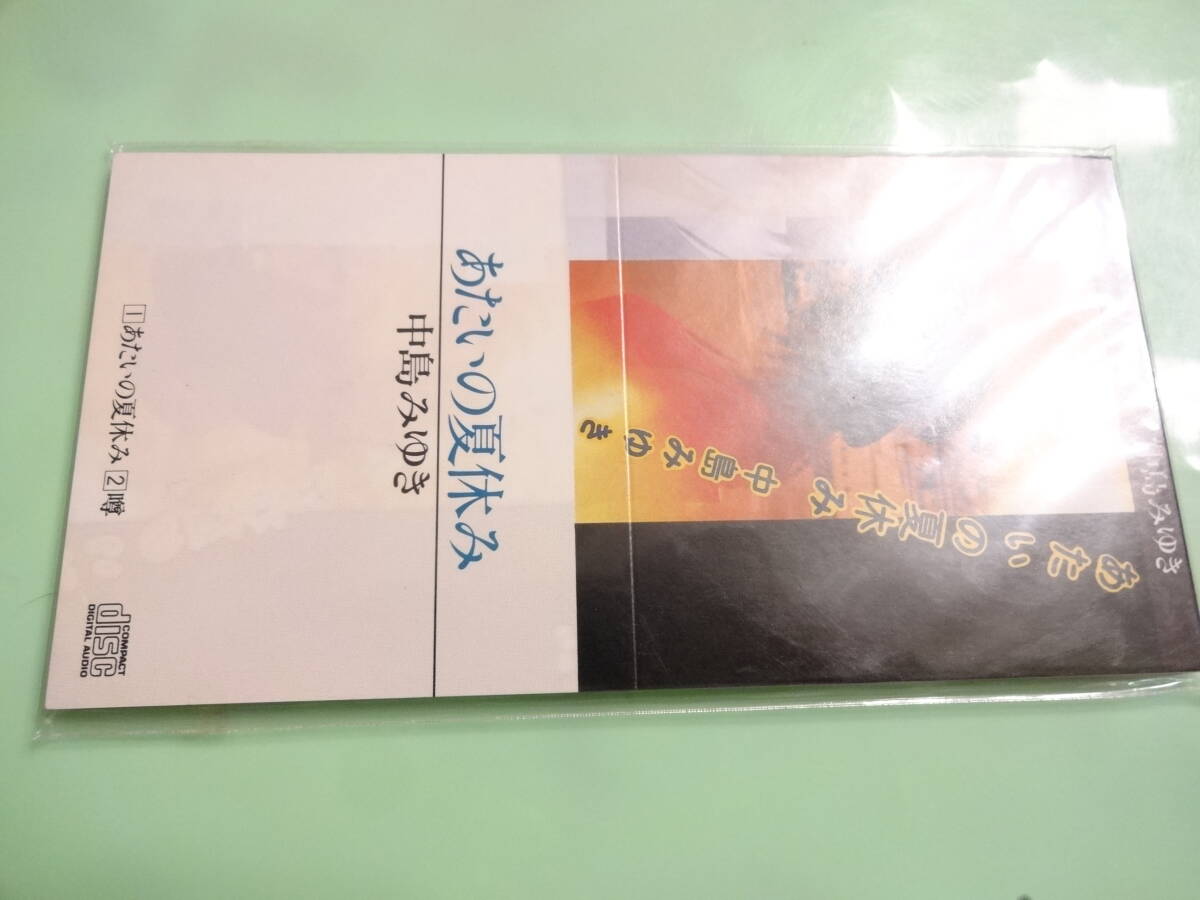 あたいの夏休み
中島みゆき
1 あたいの夏休み 2 噂
COMPACT
disc
DIGITAL AUDIO
あたいの夏休み
中島みゆき
島みゆき